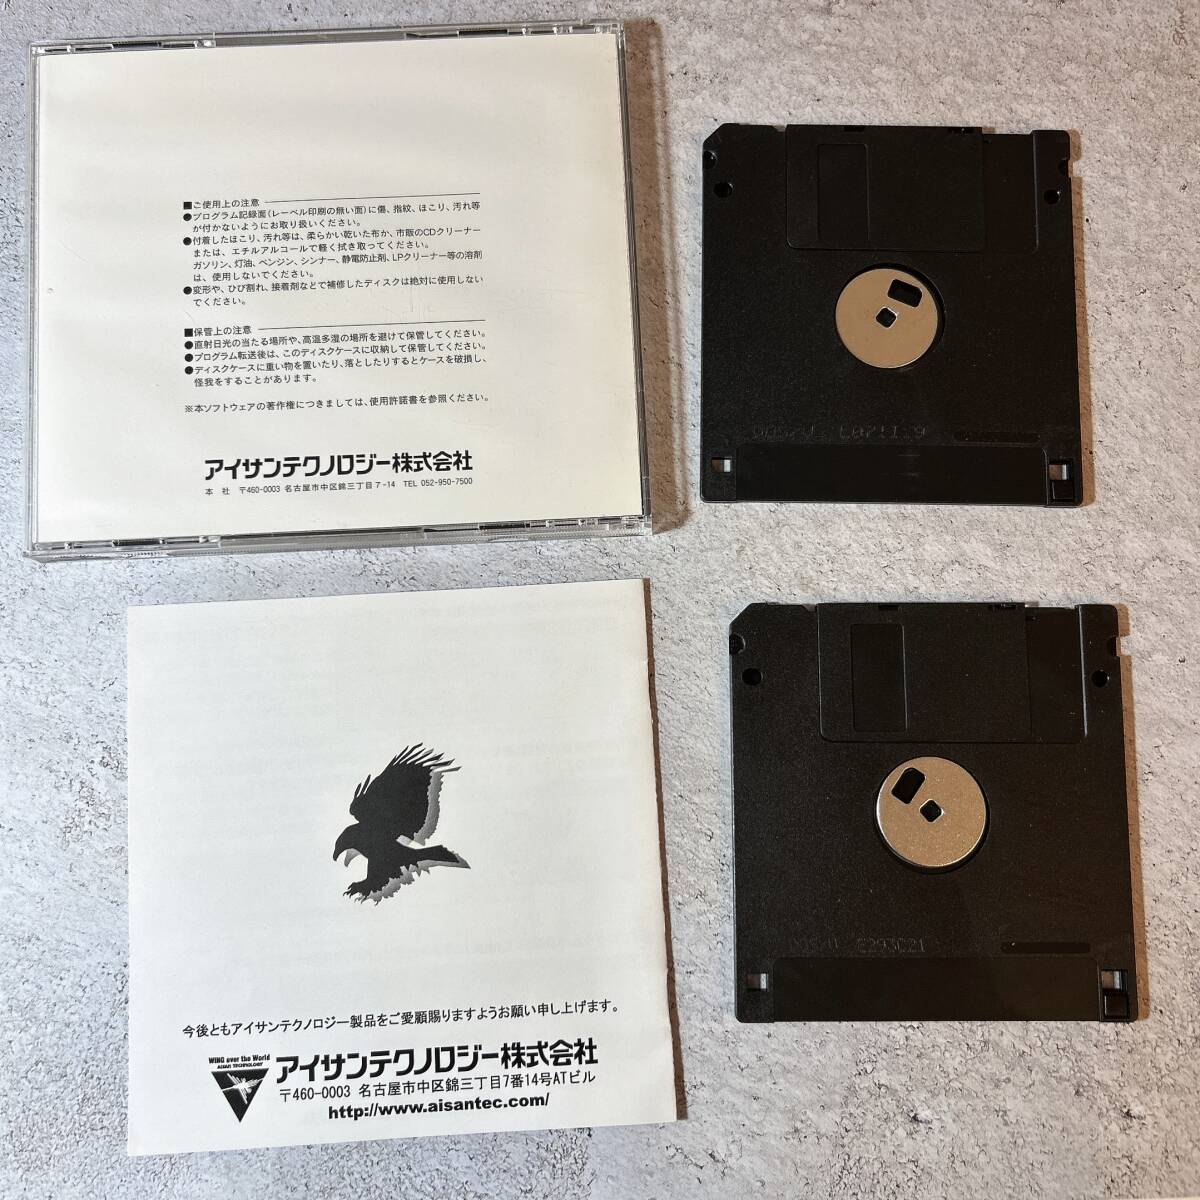 ■ご使用上の注意
●プログラム記録面(レーベル印刷の無い面)に傷、指紋、ほこり、汚れ等
が付かないようにお取り扱いください。
●付着したほこり、汚れ等は、柔らかい乾いた布か、市販のCDクリーナー
または、エチルアルコールで軽く拭き取ってください。
ガソリン、灯油、ベンジン、シンナー、静電防止剤、LPクリーナー等の溶剤
は、使用しないでください。
●変形や、ひび割れ、接着剤などで補修したディスクは絶対に使用しない
でください。
■保管上の注意
●直射日光の当たる場所や、高温多湿の場所を避けて保管してください。
●プログラム転送後は、このディスクケースに収納して保管してください。
●ディスクケースに重い物を置いたり、落としたりするとケースを破損し、
怪我をすることがあります。
※本ソフトウェアの著作権につきましては、使用許諾書を参照ください。
アイサンテクノロジー株式会社
本 社 〒460-0003 名古屋市中区錦三丁目7-14 TEL 052-950-7500
DOS/V
DOS/V E293C21
今後ともアイサンテクノロジー製品をご愛顧賜りますようお願い申し上げます。
WING over the World
AISAN TECHNOLOGY
アイサンテクノロジー株式会社
〒460-0003 名古屋市中区錦三丁目7番14号ATビル
http://www.aisantec.com/